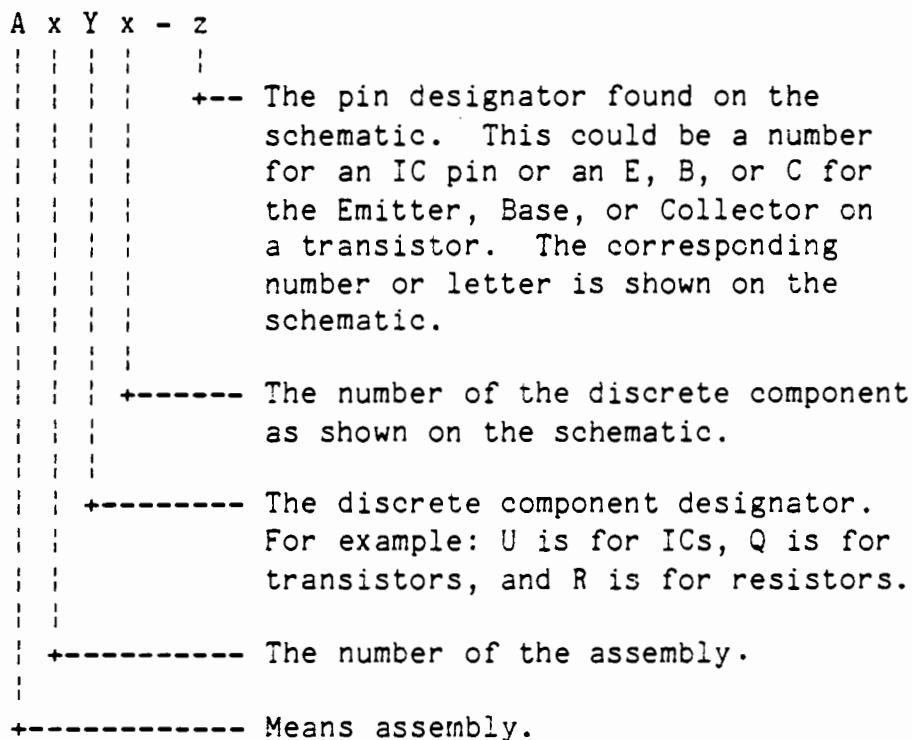 A x Y x - z
+-- The pin designator found on the
schematic. This could be a number
for an IC pin or an E, B, or C for
the Emitter, Base, or Collector on
a transistor. The corresponding
number or letter is shown on the
schematic.
+------ The number of the discrete component
as shown on the schematic.
+--------- The discrete component designator.
For example: U is for ICs, Q is for
transistors, and R is for resistors.
+----------- The number of the assembly.
+------------- Means assembly.